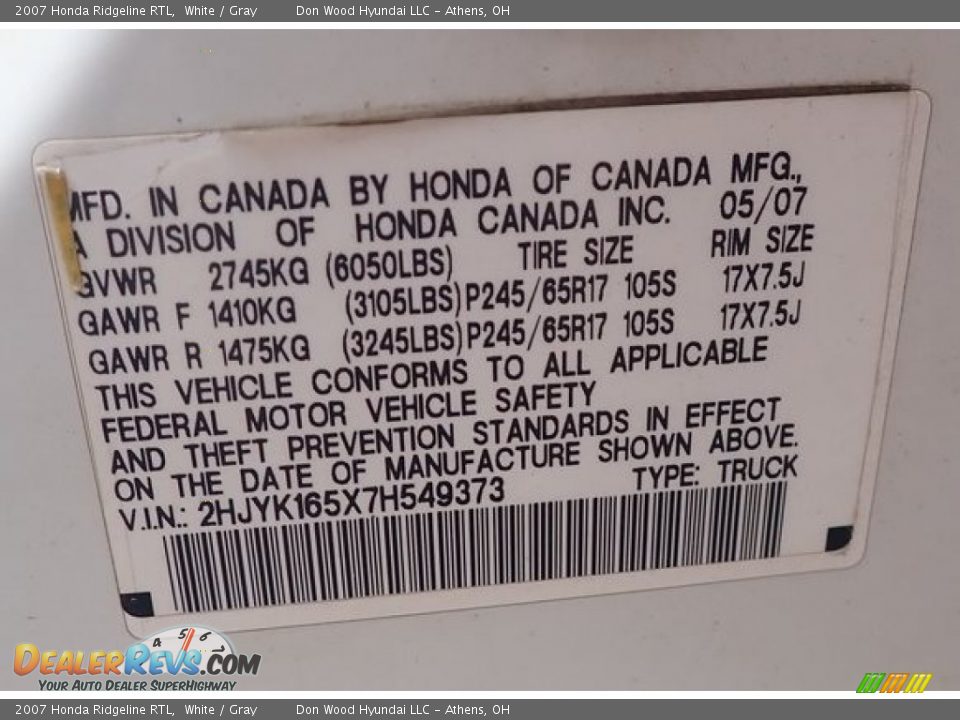 2007 Honda Ridgeline RTL, White / Gray Don Wood Hyundai LLC - Athens, OH
MFD. IN CANADA BY HONDA OF CANADA MFG.,
A DIVISION OF HONDA CANADA INC. 05/07
GVWR 2745KG (6050LBS) TIRE SIZE RIM SIZE
GAWR F 1410KG (3105LBS) P245/65R17 105S 17X7.5J
GAWR R 1475KG (3245LBS) P245/65R17 105S 17X7.5J
THIS VEHICLE CONFORMS TO ALL APPLICABLE
FEDERAL MOTOR VEHICLE SAFETY
AND THEFT PREVENTION STANDARDS IN EFFECT
ON THE DATE OF MANUFACTURE SHOWN ABOVE.
V.I.N.: 2HJYK165X7H549373 TYPE: TRUCK
4 5 6 7
DEALERREVS.COM
YOUR AUTO DEALER SUPERHIGHWAY
2007 Honda Ridgeline RTL, White / Gray Don Wood Hyundai LLC - Athens, OH